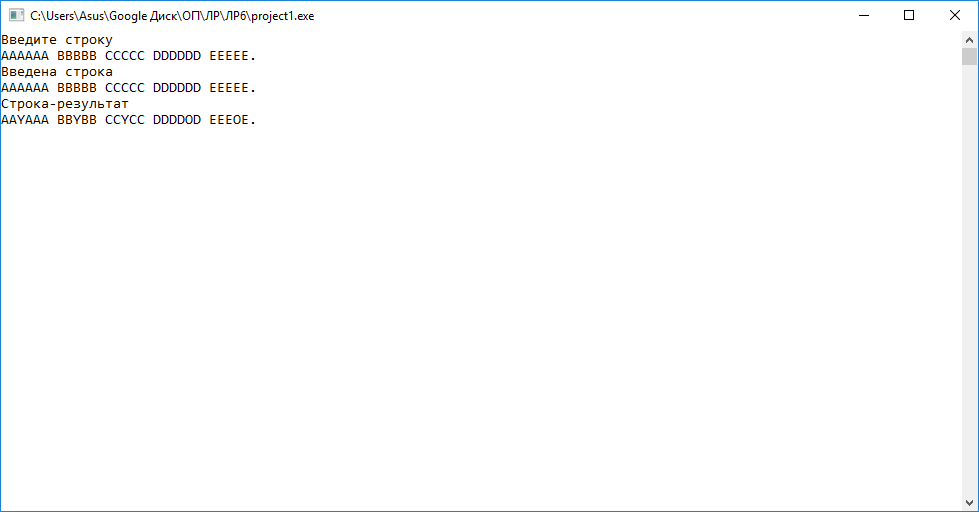 C:\Users\Asus\Google Диск\ОП\ЛР\ЛР6\project1.exe
Введите строку
AAAAAA BBBBB CCCCC DDDDDD EEEEE.
Введена строка
AAAAAA BBBBB CCCCC DDDDDD EEEEE.
Строка-результат
AAYAAA BBYBB CCYCC DDDDOD EEEOE.